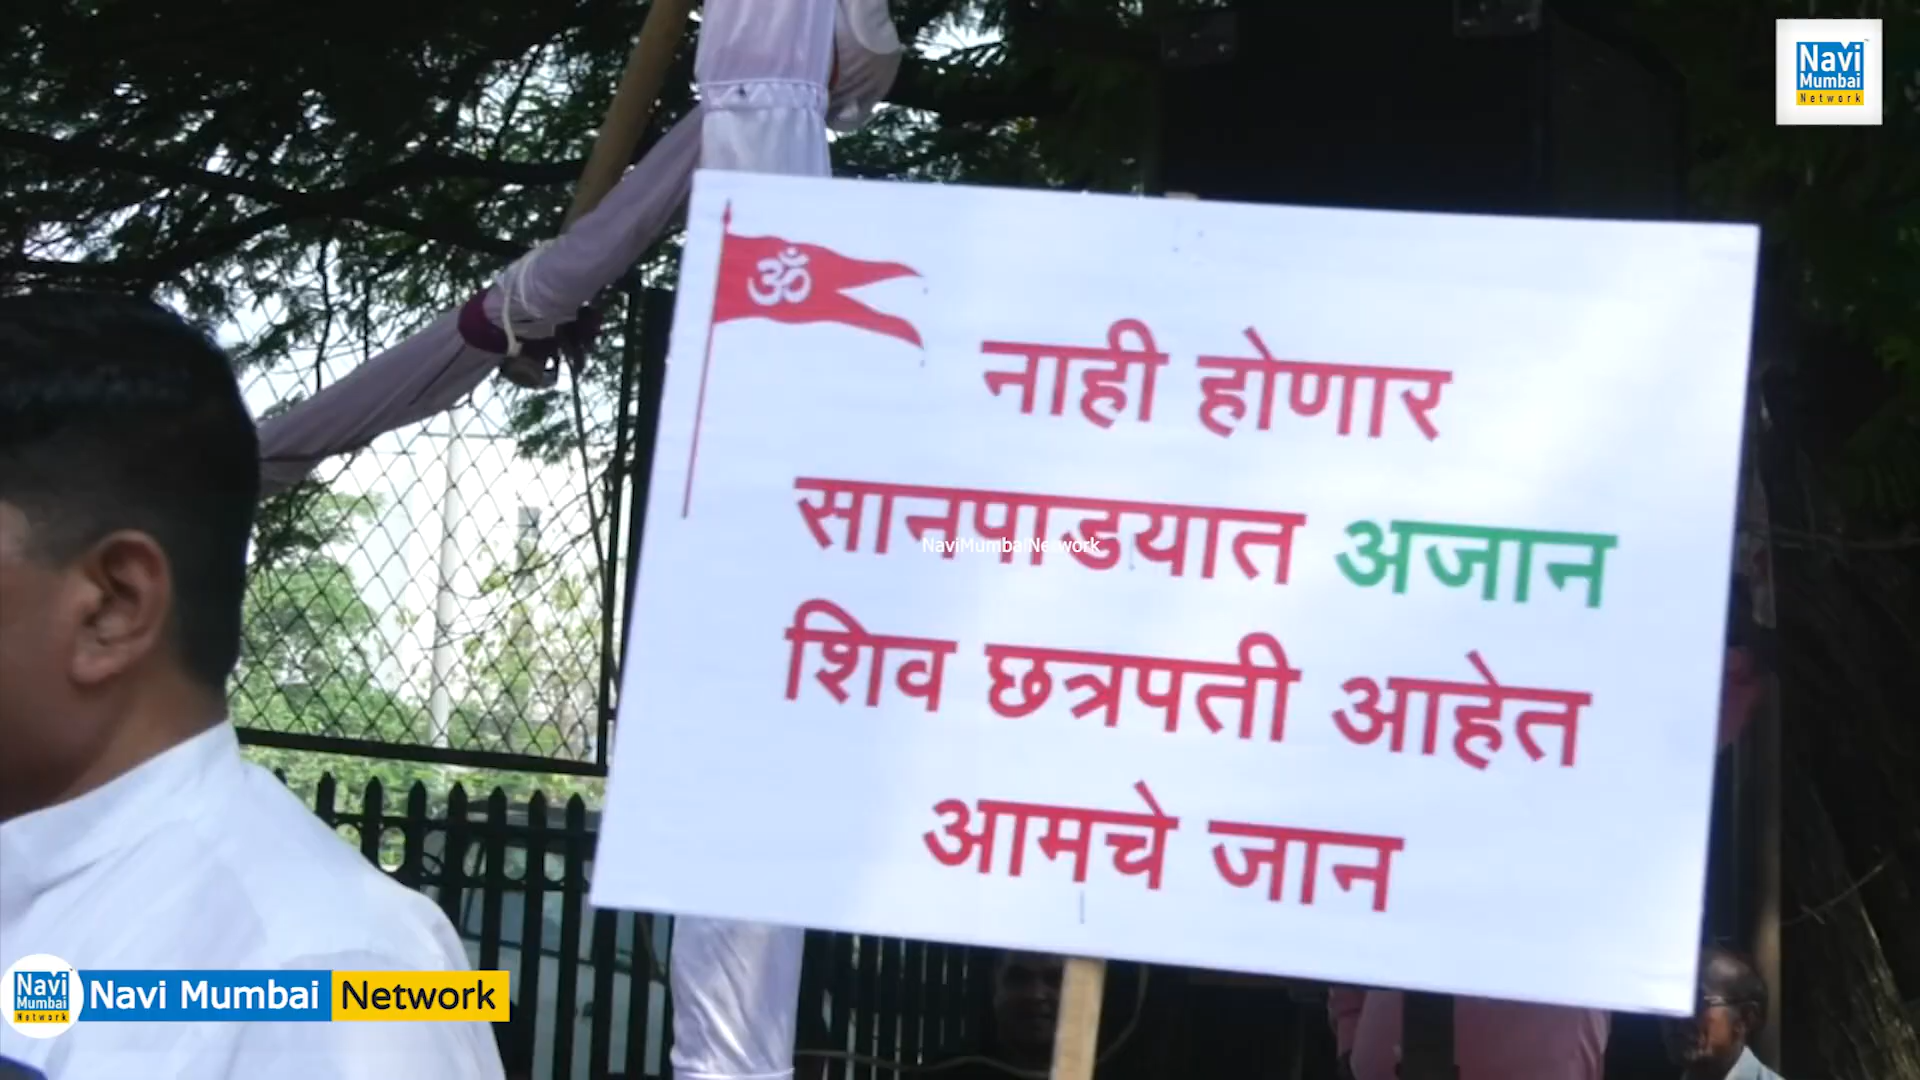 Navi
Mumbai
Network
ॐ
नाही होणार
सानपाडयात अजान
NaviMumbaiNetwork
शिव छत्रपती आहेत
आमचे जान
Navi
Mumbai
Network
Navi Mumbai Network